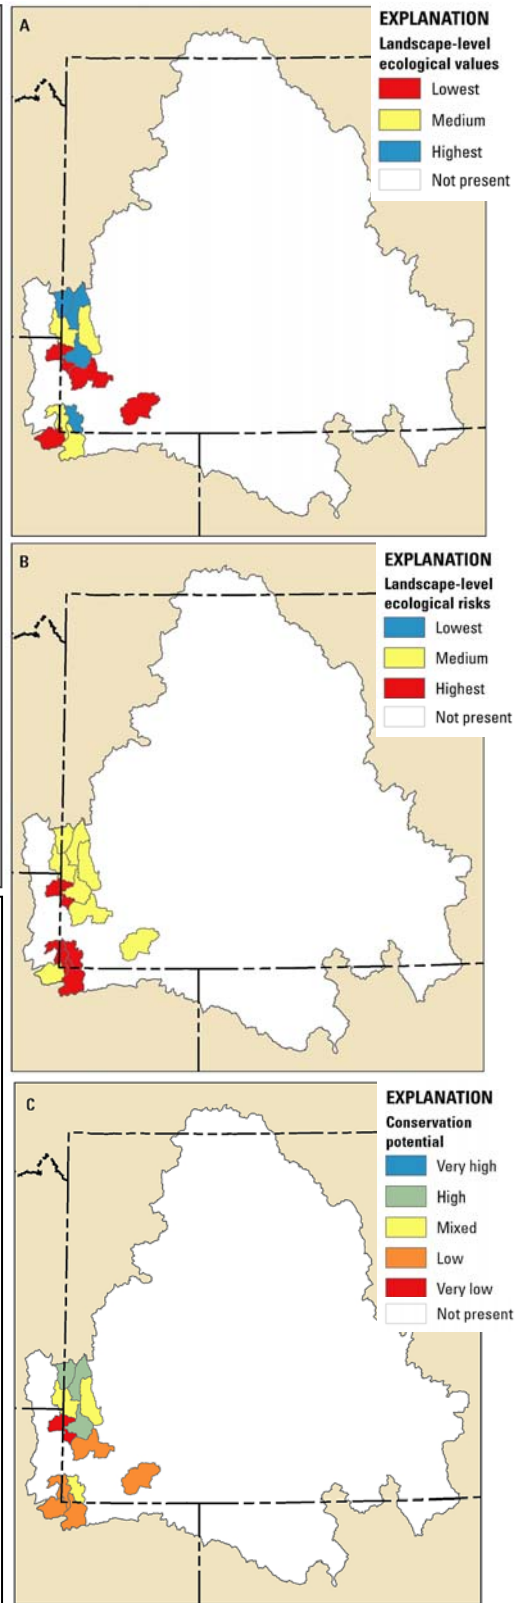 A
EXPLANATION
Landscape-level
ecological values
Lowest
Medium
Highest
Not present
B
EXPLANATION
Landscape-level
ecological risks
Lowest
Medium
Highest
Not present
C
EXPLANATION
Conservation
potential
Very high
High
Mixed
Low
Very low
Not present